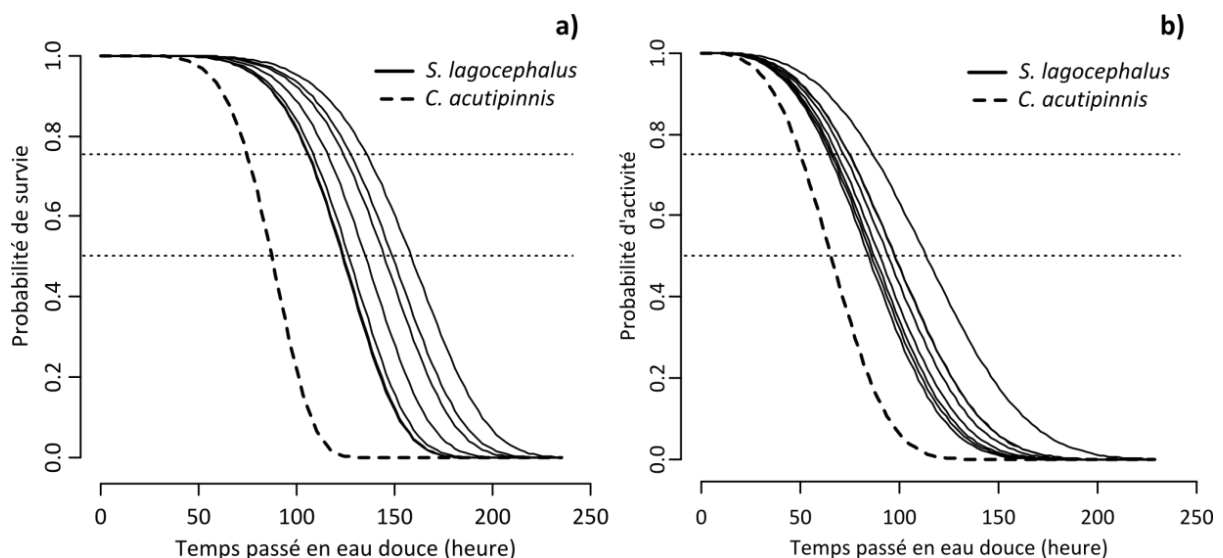 a)
S. lagocephalus
C. acutipinnis
Probabilité de survie
0.0
0.2
0.4
0.6
0.8
1.0
0 50 100 150 200 250
Temps passé en eau douce (heure)
b)
S. lagocephalus
C. acutipinnis
Probabilité d'activité
0.0
0.2
0.4
0.6
0.8
1.0
0 50 100 150 200 250
Temps passé en eau douce (heure)